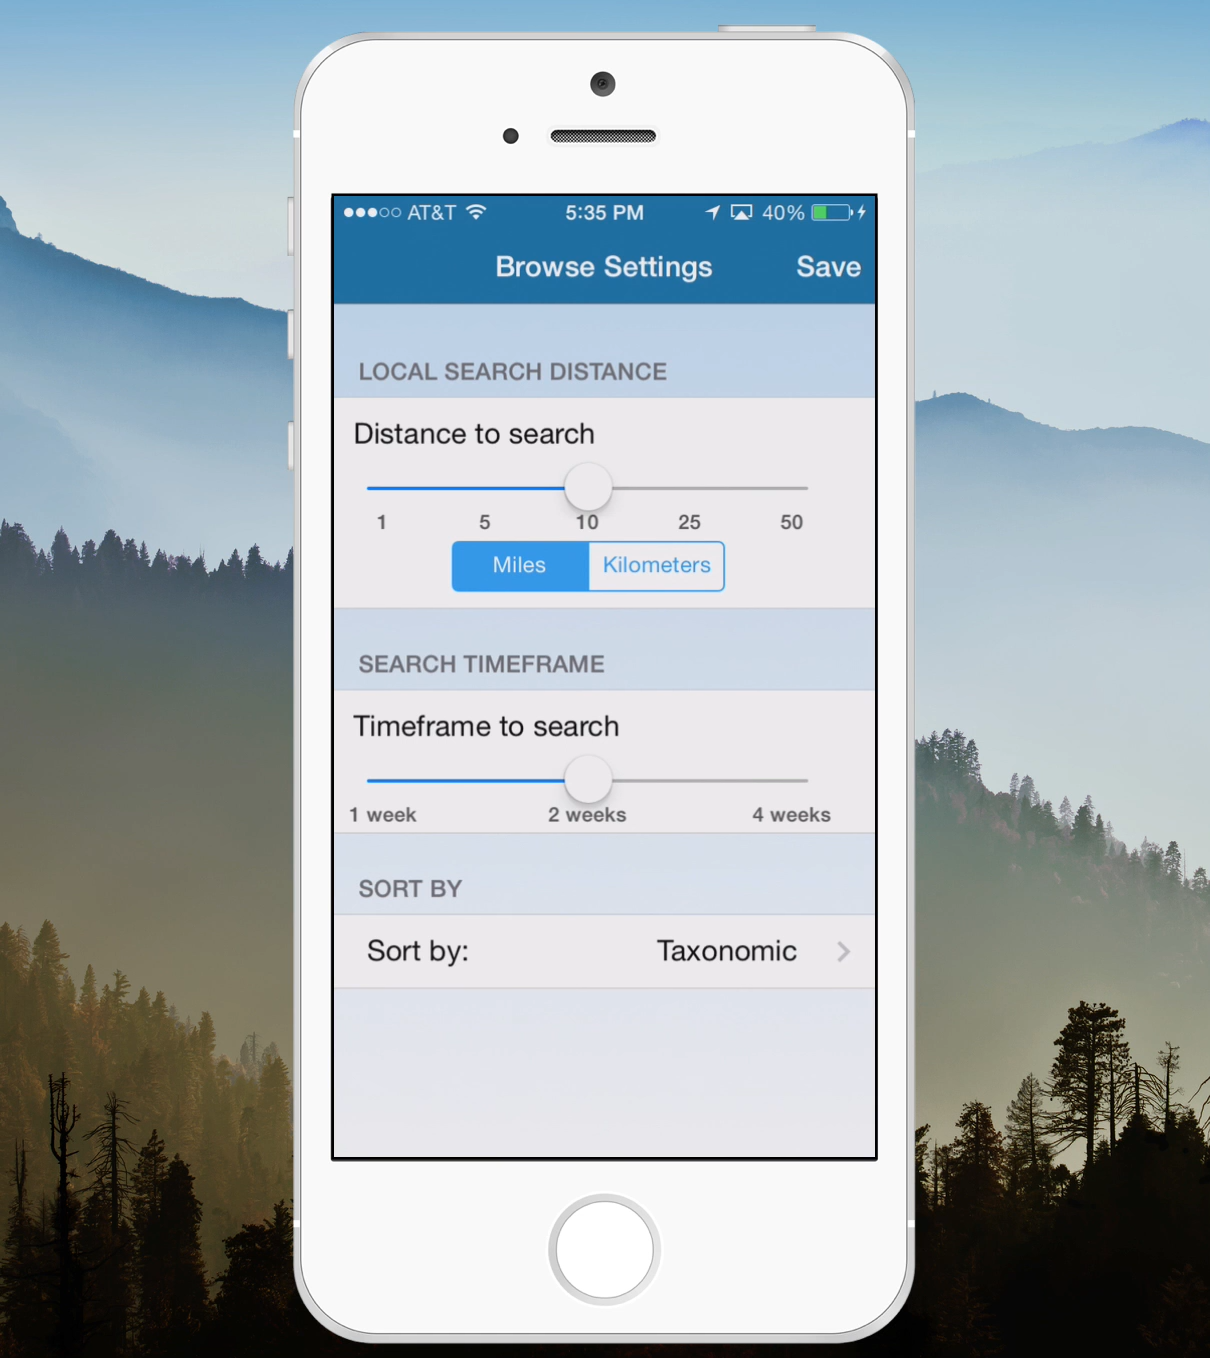 AT&T 5:35 PM 40%
Browse Settings Save
LOCAL SEARCH DISTANCE
Distance to search
1 5 10 25 50
Miles Kilometers
SEARCH TIMEFRAME
Timeframe to search
1 week 2 weeks 4 weeks
SORT BY
Sort by: Taxonomic